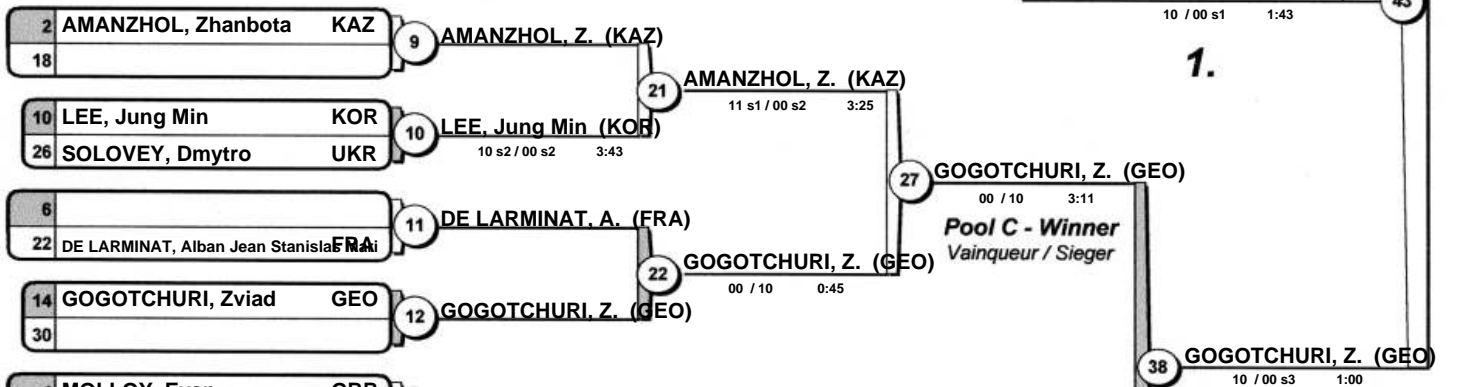 2 AMANZHOL, Zhanbota KAZ
18
9
AMANZHOL, Z. (KAZ)
10 LEE, Jung Min KOR
26 SOLOVEY, Dmytro UKR
10
LEE, Jung Min (KOR)
10 s2 / 00 s2 3:43
21
AMANZHOL, Z. (KAZ)
11 s1 / 00 s2 3:25
6
22 DE LARMINAT, Alban Jean Stanislas FRA
11
DE LARMINAT, A. (FRA)
14 GOGOTCHURI, Zviad GEO
30
12
GOGOTCHURI, Z. (GEO)
22
GOGOTCHURI, Z. (GEO)
00 / 10 0:45
27
GOGOTCHURI, Z. (GEO)
00 / 10 3:11
Pool C - Winner
Vainqueur / Sieger
10 / 00 s1 1:43
43
1.
38
GOGOTCHURI, Z. (GEO)
10 / 00 s3 1:00